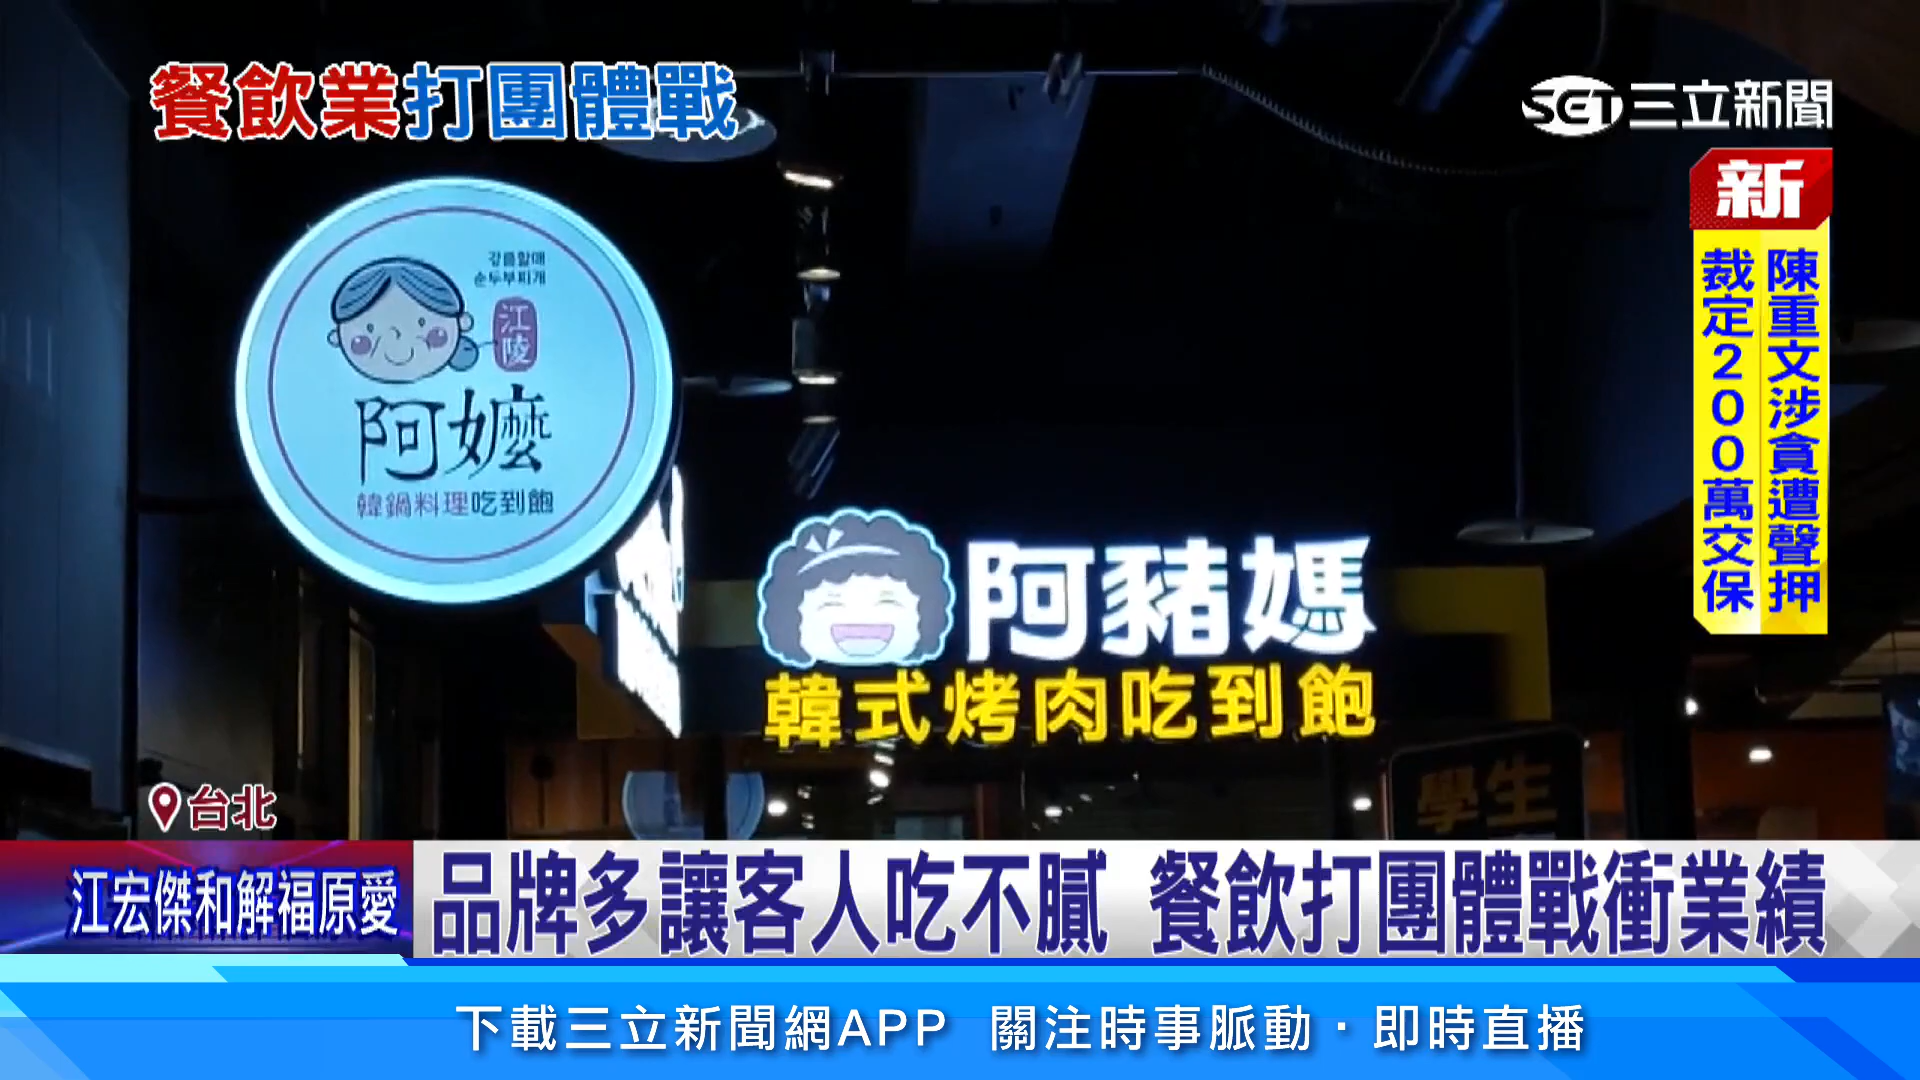 餐飲業打團體戰
SET三立新聞
新
陳重文涉貪遭聲押
裁定200萬交保
강릉할매
순두부찌개
江陵
阿嬤
韓鍋料理吃到飽
阿豬媽
韓式烤肉吃到飽
學生
台北
江宏傑和解福原愛
品牌多讓客人吃不膩 餐飲打團體戰衝業績
下載三立新聞網APP 關注時事脈動·即時直播